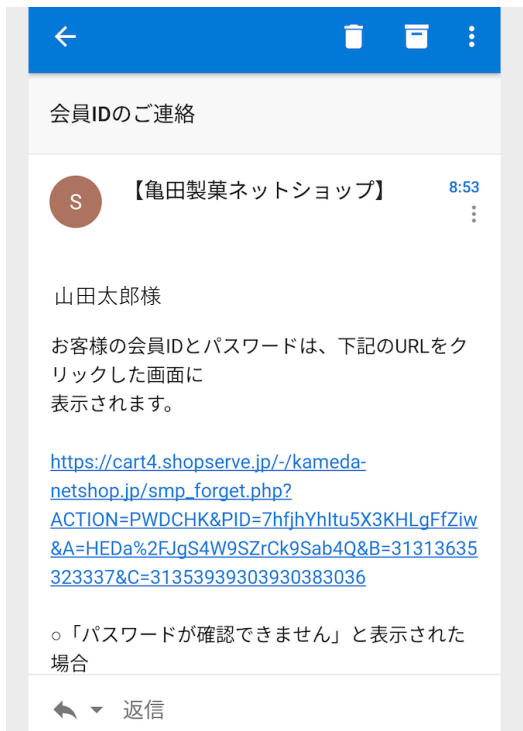 会員IDのご連絡
S
【亀田製菓ネットショップ】
8:53
山田太郎様
お客様の会員IDとパスワードは、下記のURLをク
リックした画面に
表示されます。
https://cart4.shopserve.jp/-/kameda-
netshop.jp/smp_forget.php?
ACTION=PWDCHK&PID=7hfjhYhItu5X3KHLgFfZiw
&A=HEDa%2FJgS4W9SZrCk9Sab4Q&B=31313635
323337&C=31353939303930383036
○「パスワードが確認できません」と表示された
場合
返信